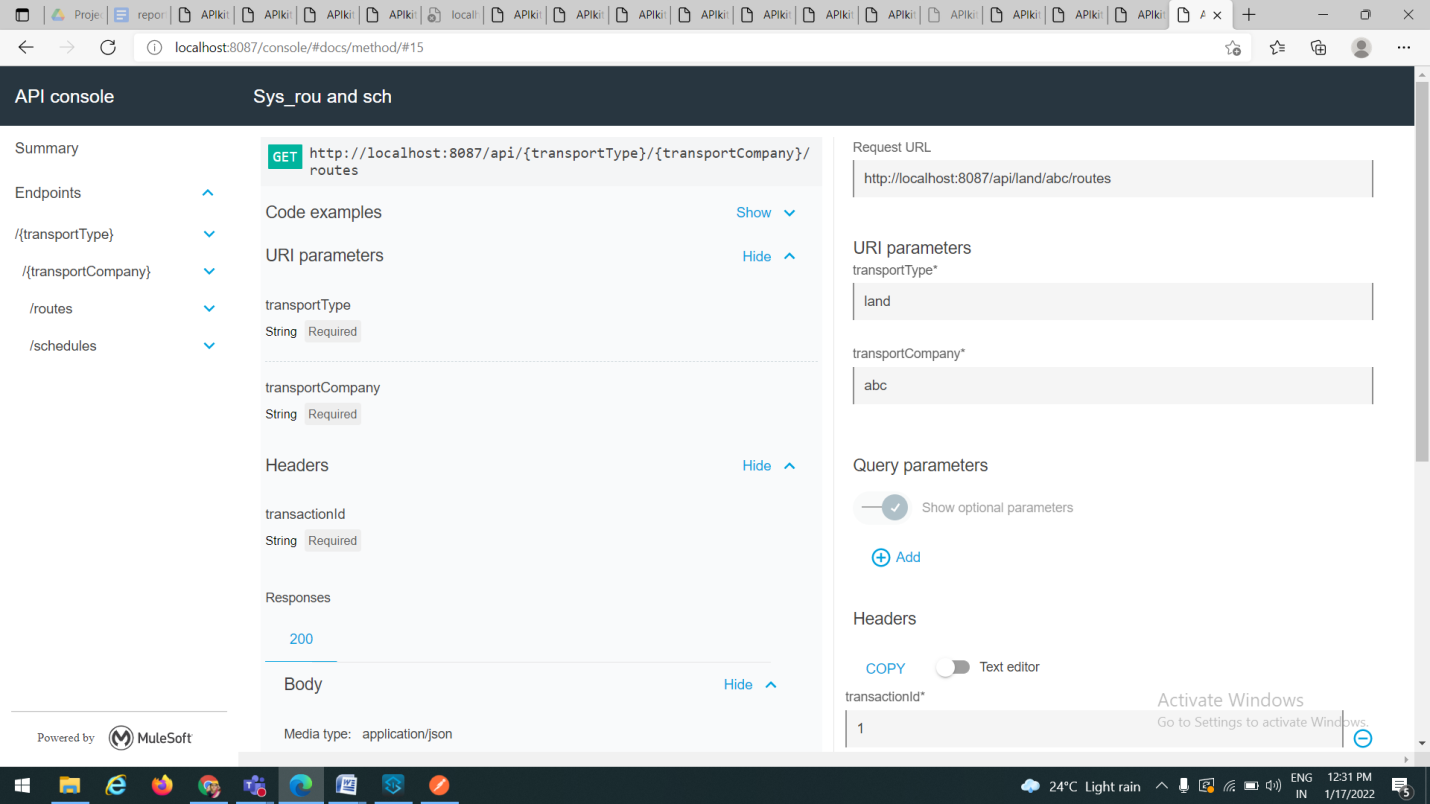 Proje
repor
APIkit
APIkit
APIkit
APIkit
localh
APIkit
APIkit
APIkit
APIkit
APIkit
APIkit
APIkit
APIkit
APIkit
APIkit
APIkit
localhost:8087/console/#docs/method/#15
API console
Sys_rou and sch
Summary
Endpoints
/{transportType}
/{transportCompany}
/routes
/schedules
Powered by MuleSoft
GET http://localhost:8087/api/{transportType}/{transportCompany}/
routes
Code examples Show
URI parameters Hide
transportType
String Required
transportCompany
String Required
Headers Hide
transactionId
String Required
Responses
200
Body Hide
Media type: application/json
Request URL
http://localhost:8087/api/land/abc/routes
URI parameters
transportType*
land
transportCompany*
abc
Query parameters
Show optional parameters
Add
Headers
COPY Text editor
transactionId*
1
Activate Windows
Go to Settings to activate Windows.
24°C Light rain
ENG
IN
12:31 PM
1/17/2022
5